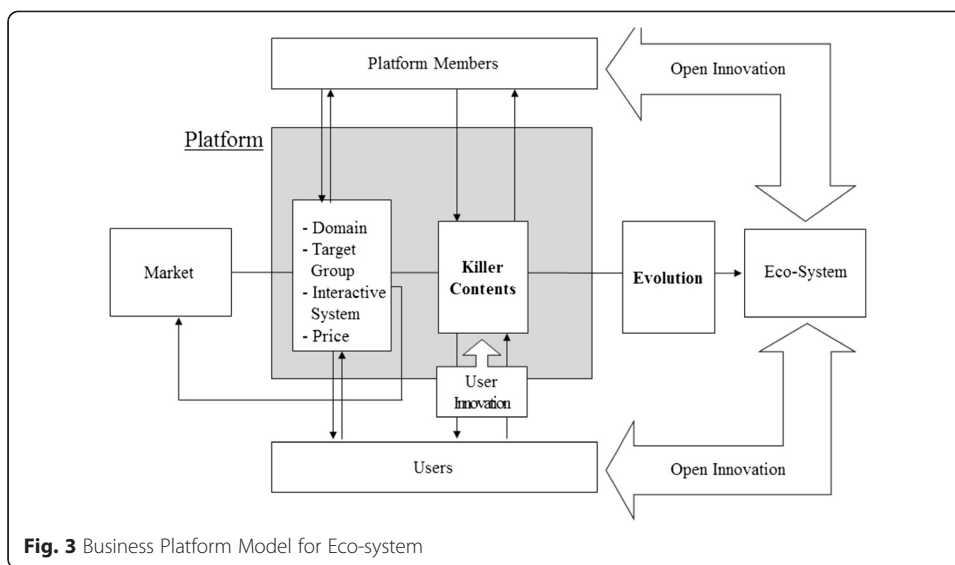 Platform Members
Open Innovation
Platform
- Domain
- Target
Group
- Interactive
System
- Price
Market
Killer
Contents
Evolution
Eco-System
User
Innovation
Users
Open Innovation
Fig. 3 Business Platform Model for Eco-system